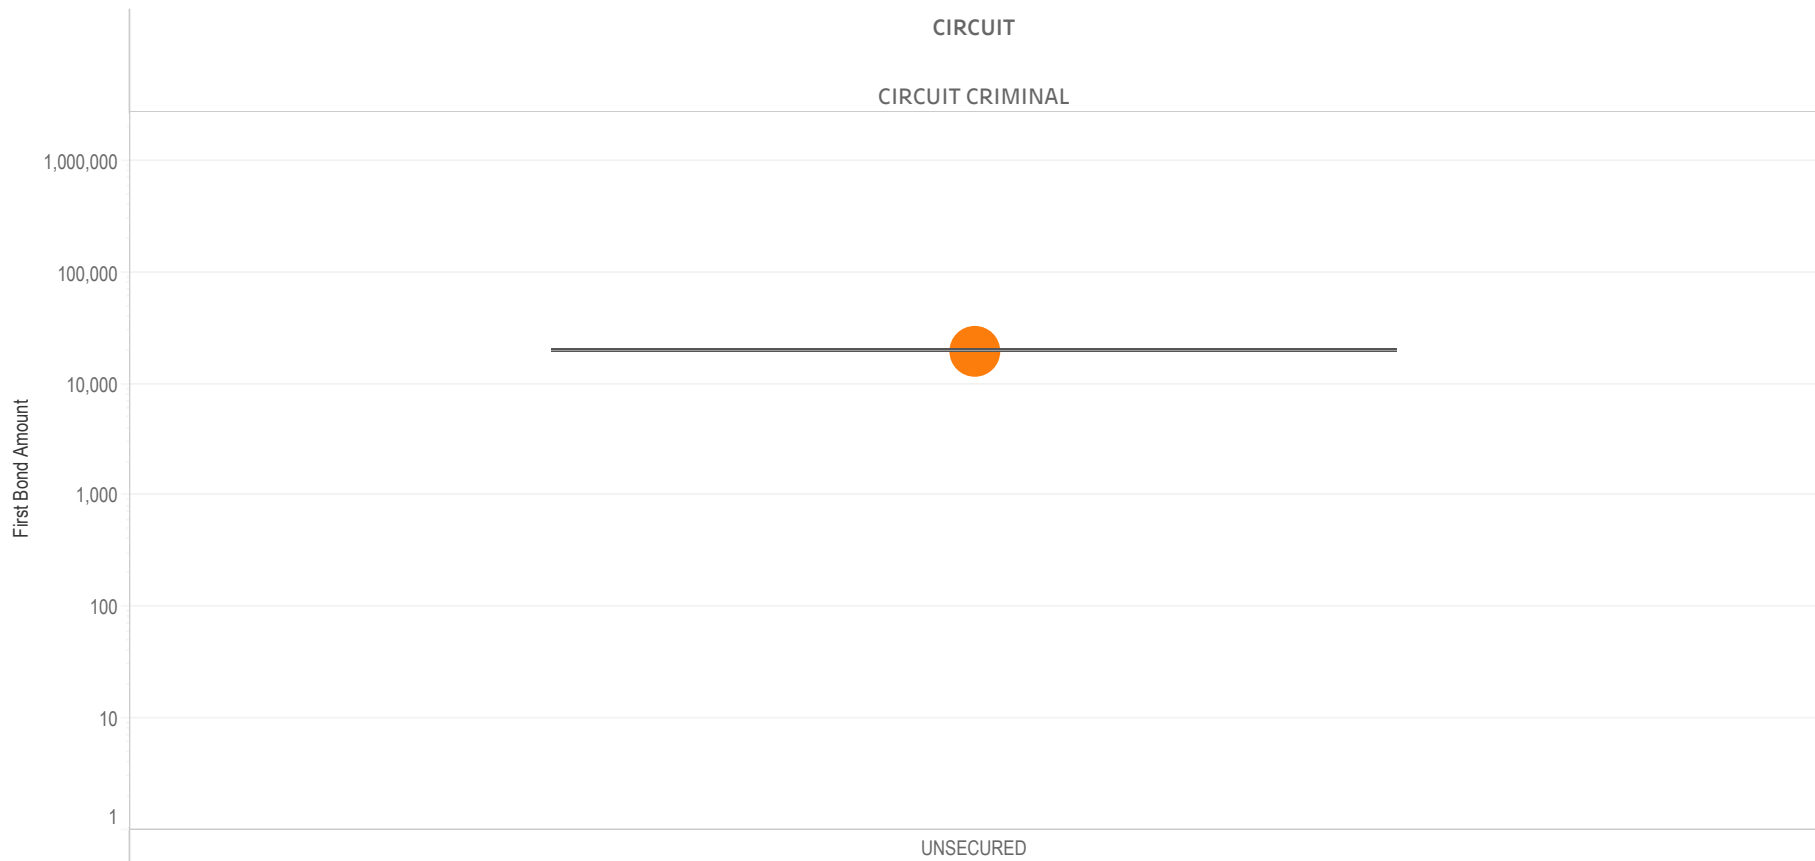 CIRCUIT
CIRCUIT CRIMINAL
1,000,000
100,000
10,000
1,000
100
10
1
First Bond Amount
UNSECURED